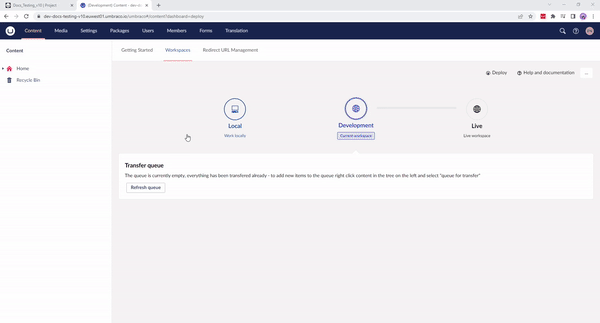 Docs_Testing_v10 | Project
(Development) Content - dev-doc
dev-docs-testing-v10.euwest01.umbraco.io/umbraco#/content?dashboard=deploy
Content Media Settings Packages Users Members Forms Translation
Content
Getting Started Workspaces Redirect URL Management
Home
Recycle Bin
Deploy Help and documentation ...
Local Development Live
Work locally Current workspace Live workspace
Transfer queue
The queue is currently empty, everything has been transfered already - to add new items to the queue right click content in the tree on the left and select "queue for transfer"
Refresh queue